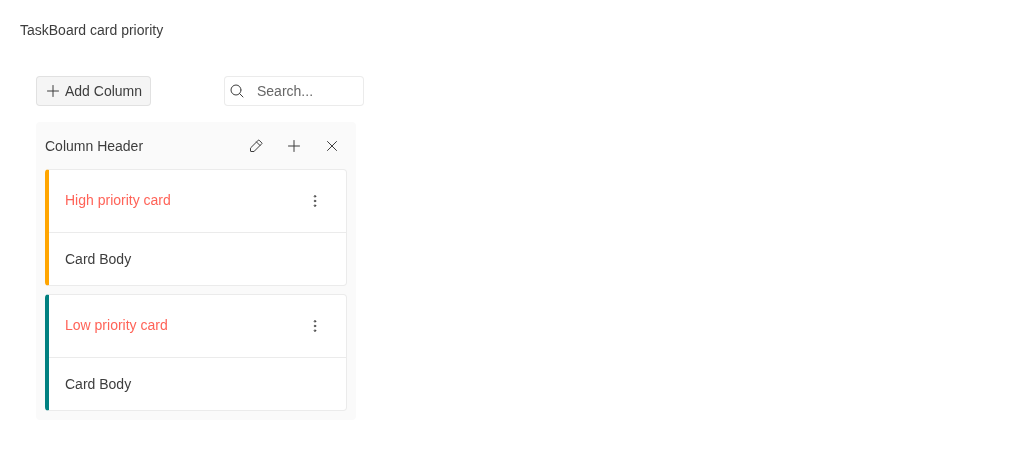 TaskBoard card priority
Add Column
Search...
Column Header
High priority card
Card Body
Low priority card
Card Body